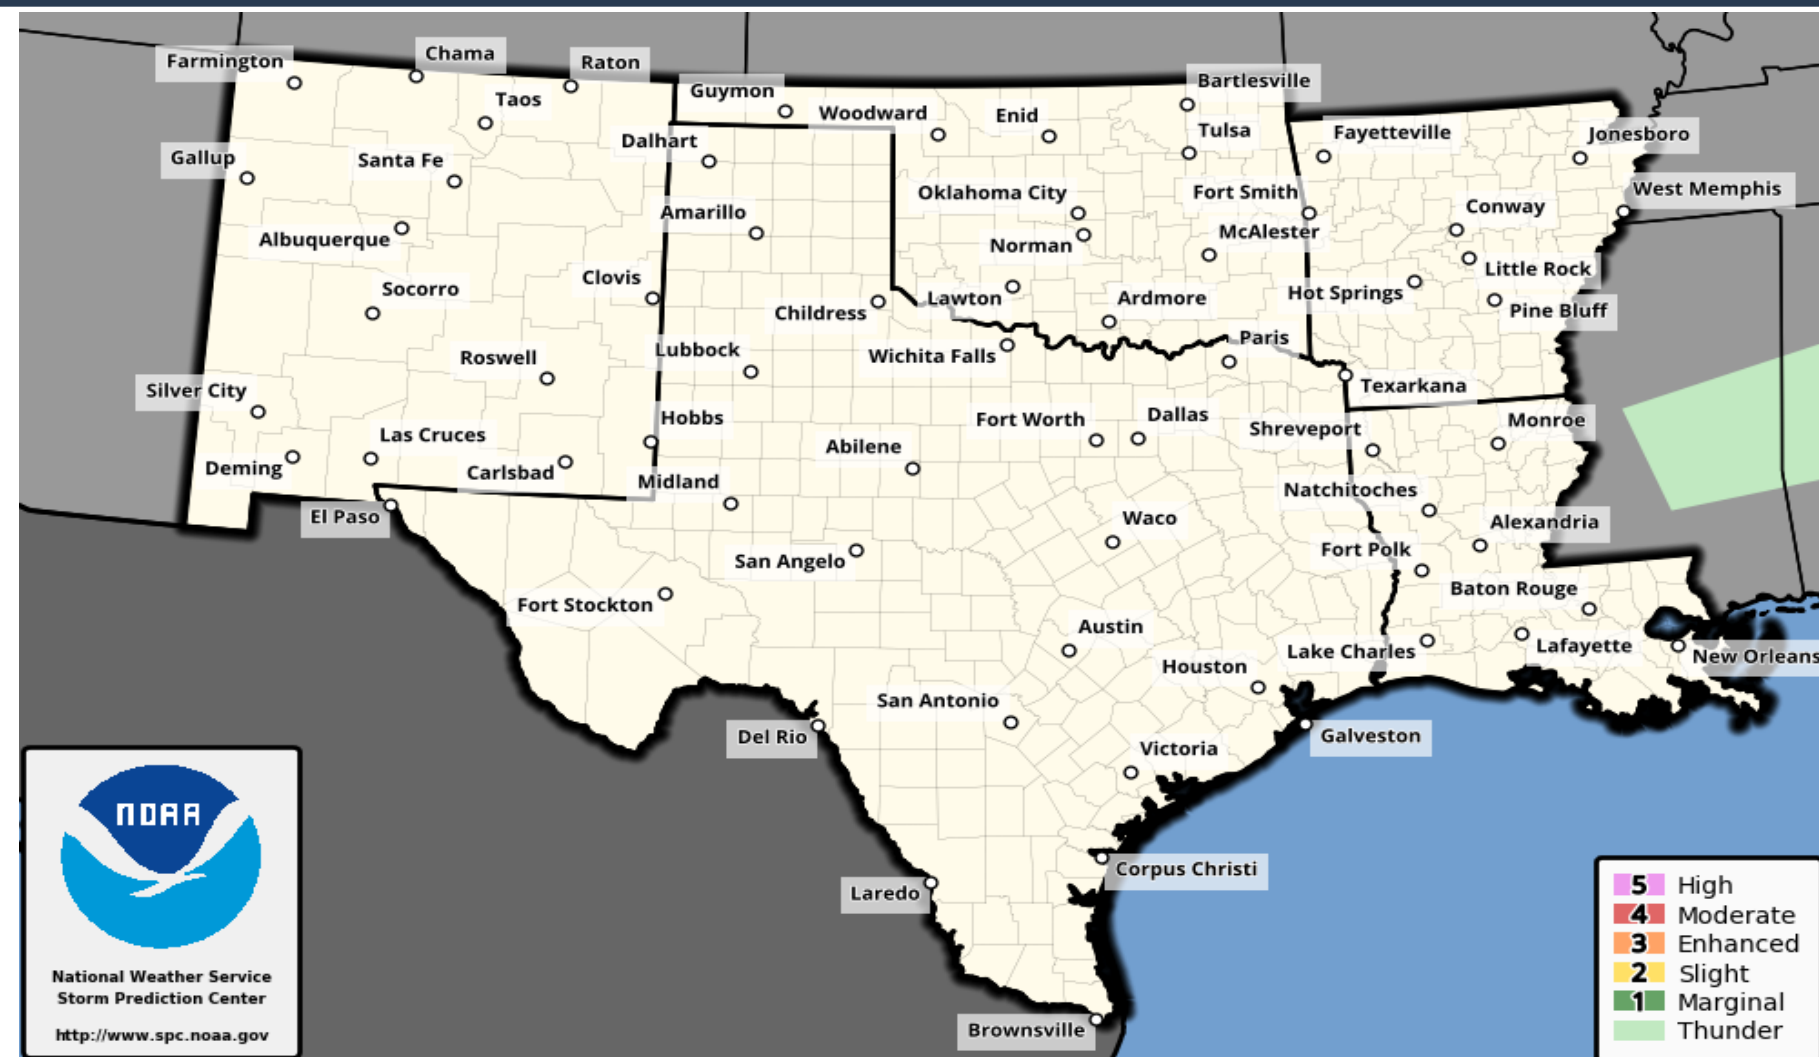 Farmington
Chama
Raton
Taos
Guymon
Woodward
Enid
Bartlesville
Tulsa
Fayetteville
Jonesboro
Dalhart
Gallup
Santa Fe
Oklahoma City
Fort Smith
West Memphis
Conway
Amarillo
Albuquerque
Norman
McAlester
Little Rock
Clovis
Socorro
Hot Springs
Lawton
Ardmore
Pine Bluff
Childress
Paris
Lubbock
Wichita Falls
Roswell
Texarkana
Silver City
Hobbs
Fort Worth
Dallas
Shreveport
Monroe
Las Cruces
Abilene
Deming
Carlsbad
Midland
Natchitoches
El Paso
Waco
Alexandria
San Angelo
Fort Polk
Baton Rouge
Fort Stockton
Austin
Lake Charles
Lafayette
New Orleans
Houston
San Antonio
Del Rio
Galveston
Victoria
Corpus Christi
Laredo
Brownsville
NOAA
National Weather Service
Storm Prediction Center
http://www.spc.noaa.gov
5 High
4 Moderate
3 Enhanced
2 Slight
1 Marginal
Thunder